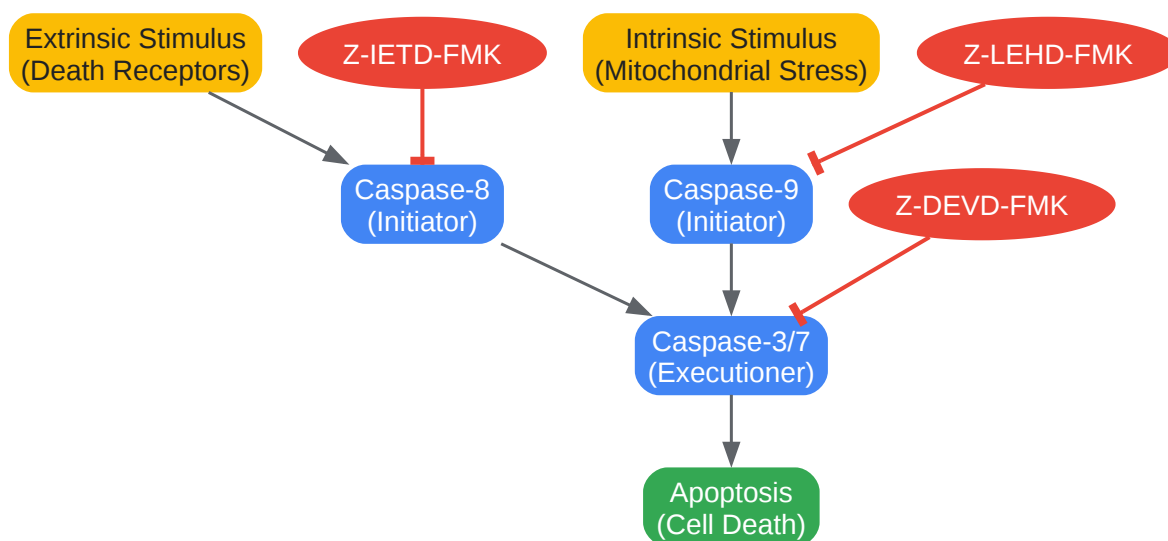 Extrinsic Stimulus
(Death Receptors)
Z-IETD-FMK
Intrinsic Stimulus
(Mitochondrial Stress)
Z-LEHD-FMK
Caspase-8
(Initiator)
Caspase-9
(Initiator)
Z-DEVD-FMK
Caspase-3/7
(Executioner)
Apoptosis
(Cell Death)